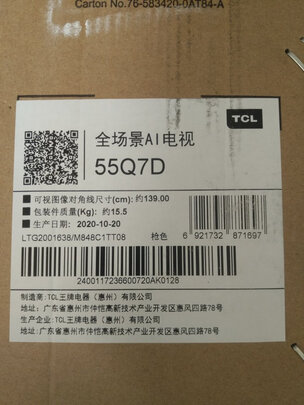 Carton No.76-583420-0AT84-A
TCL
全场景AI电视
55Q7D
■ 可视图像对角线尺寸(cm): 约139.00
■ 包装件质量(Kg): 约15.5
■ 生产日期: 2020-10-20
LTG2001638/M848C1TT08 枪色
6 921732 871697
2400117236600720AK0128
制造商: TCL王牌电器（惠州）有限公司
地址: 广东省惠州市仲恺高新技术产业开发区惠风四路78号
生产企业: TCL王牌电器（惠州）有限公司
地址: 广东省惠州市仲恺高新技术产业开发区惠风四路78号